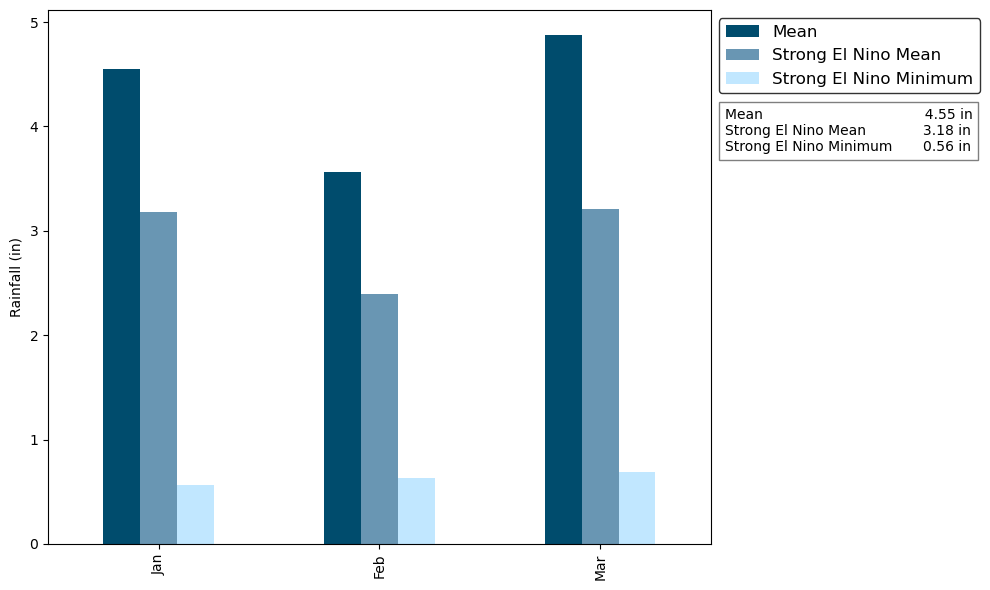 Mean
Strong El Nino Mean
Strong El Nino Minimum
Mean 4.55 in
Strong El Nino Mean 3.18 in
Strong El Nino Minimum 0.56 in
Rainfall (in)
5
4
3
2
1
0
Jan
Feb
Mar